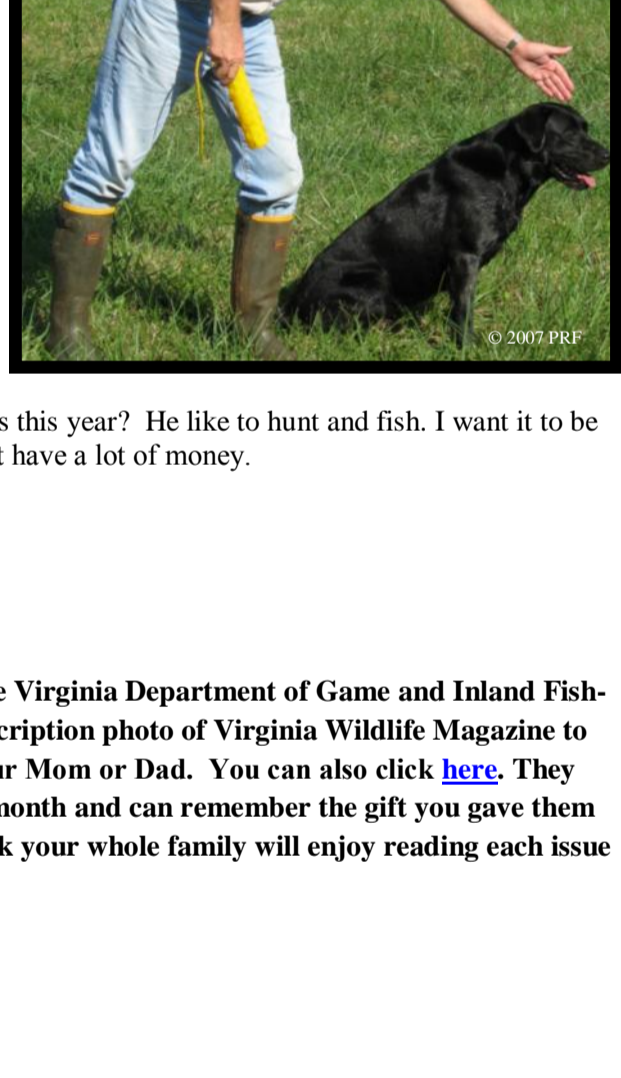 © 2007 PRF
this year?  He like to hunt and fish. I want it to be
have a lot of money.
Virginia Department of Game and Inland Fish-
photo of Virginia Wildlife Magazine to
Mom or Dad.  You can also click here. They
and can remember the gift you gave them
your whole family will enjoy reading each issue